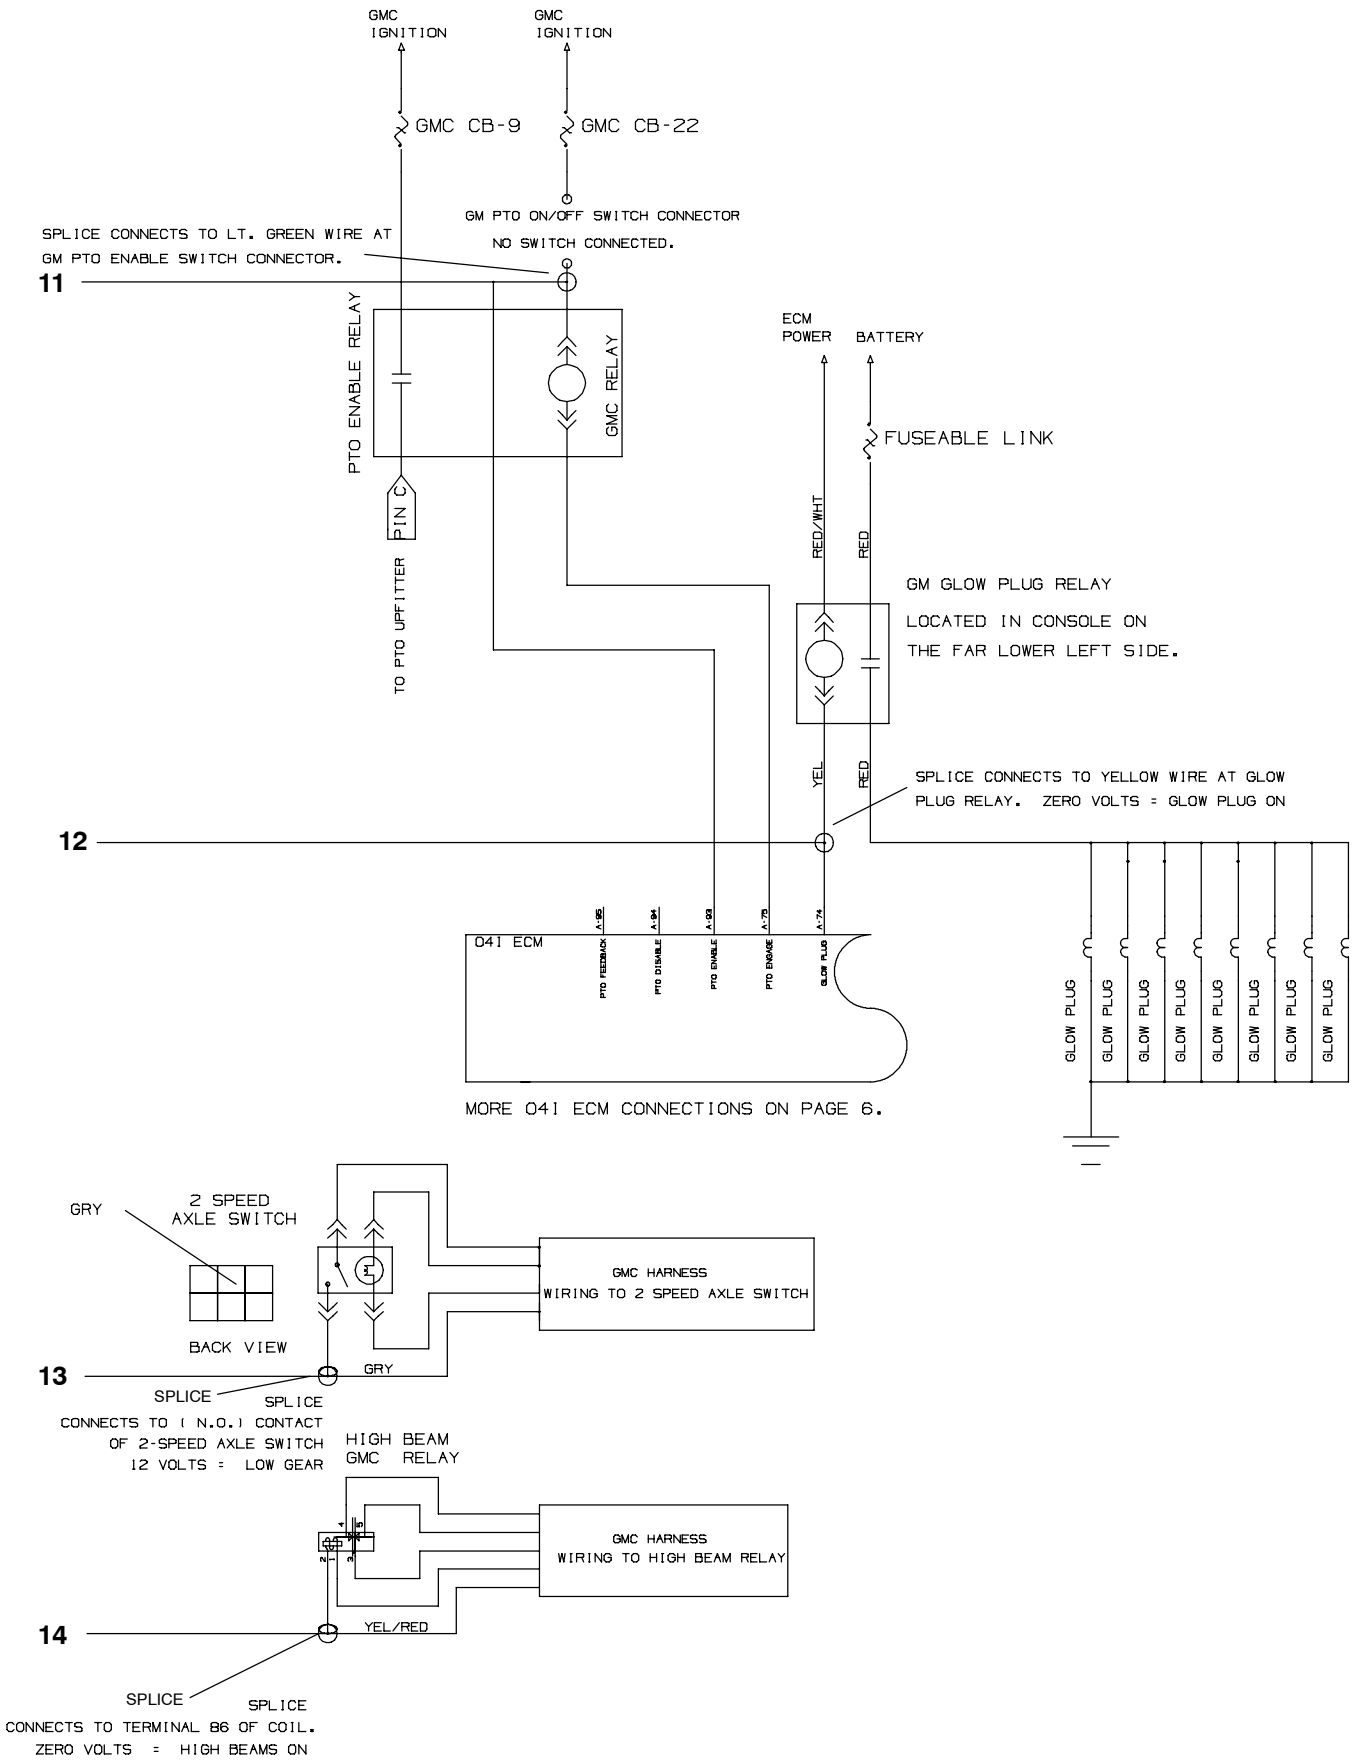 GMC
IGNITION
GMC
IGNITION
GMC CB-9
GMC CB-22
GM PTO ON/OFF SWITCH CONNECTOR
NO SWITCH CONNECTED.
SPLICE CONNECTS TO LT. GREEN WIRE AT
GM PTO ENABLE SWITCH CONNECTOR.
11
PTO ENABLE RELAY
GMC RELAY
PIN C
TO PTO UPFITTER
ECM
POWER
BATTERY
FUSEABLE LINK
RED/WHT
RED
GM GLOW PLUG RELAY
LOCATED IN CONSOLE ON
THE FAR LOWER LEFT SIDE.
YEL
RED
SPLICE CONNECTS TO YELLOW WIRE AT GLOW
PLUG RELAY. ZERO VOLTS = GLOW PLUG ON
12
A-95
A-94
A-93
A-75
A-74
041 ECM
PTO FEEDBACK
PTO DISABLE
PTO ENABLE
PTO ENGAGE
GLOW PLUG
GLOW PLUG
GLOW PLUG
GLOW PLUG
GLOW PLUG
GLOW PLUG
GLOW PLUG
GLOW PLUG
GLOW PLUG
MORE 041 ECM CONNECTIONS ON PAGE 6.
GRY
2 SPEED
AXLE SWITCH
BACK VIEW
GMC HARNESS
WIRING TO 2 SPEED AXLE SWITCH
13
GRY
SPLICE
SPLICE
CONNECTS TO ( N.O.) CONTACT
OF 2-SPEED AXLE SWITCH
12 VOLTS = LOW GEAR
HIGH BEAM
GMC RELAY
4
5
2
1
3
GMC HARNESS
WIRING TO HIGH BEAM RELAY
14
YEL/RED
SPLICE
SPLICE
CONNECTS TO TERMINAL 86 OF COIL.
ZERO VOLTS = HIGH BEAMS ON